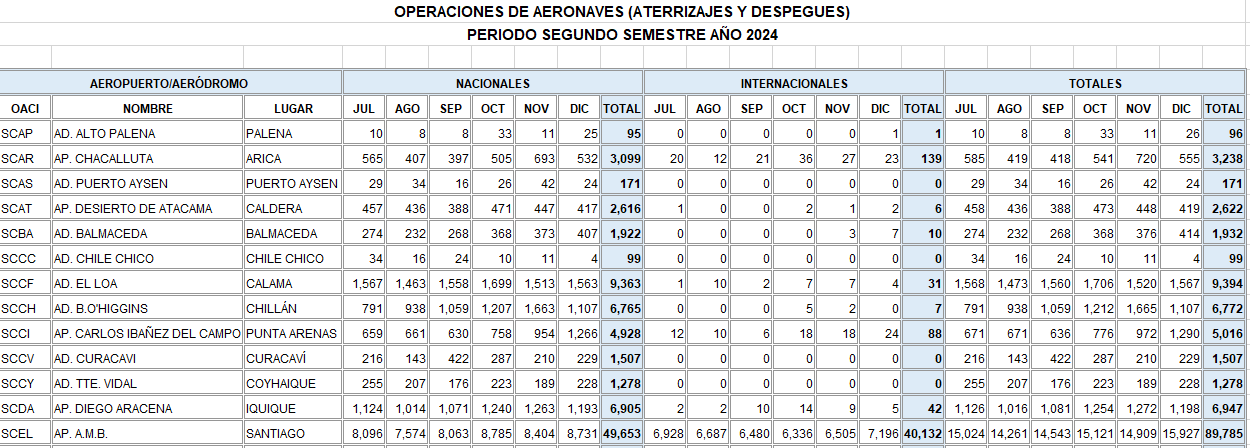 OPERACIONES DE AERONAVES (ATERRIZAJES Y DESPEGUES)
PERIODO SEGUNDO SEMESTRE AÑO 2024
AEROPUERTO/AERÓDROMO NACIONALES INTERNACIONALES TOTALES
OACI NOMBRE LUGAR JUL AGO SEP OCT NOV DIC TOTAL JUL AGO SEP OCT NOV DIC TOTAL JUL AGO SEP OCT NOV DIC TOTAL
SCAP AD. ALTO PALENA PALENA 10 8 8 33 11 25 95 0 0 0 0 0 1 1 10 8 8 33 11 26 96
SCAR AP. CHACALLUTA ARICA 565 407 397 505 693 532 3,099 20 12 21 36 27 23 139 585 419 418 541 720 555 3,238
SCAS AD. PUERTO AYSEN PUERTO AYSEN 29 34 16 26 42 24 171 0 0 0 0 0 0 0 29 34 16 26 42 24 171
SCAT AP. DESIERTO DE ATACAMA CALDERA 457 436 388 471 447 417 2,616 1 0 0 2 1 2 6 458 436 388 473 448 419 2,622
SCBA AD. BALMACEDA BALMACEDA 274 232 268 368 373 407 1,922 0 0 0 0 3 7 10 274 232 268 368 376 414 1,932
SCCC AD. CHILE CHICO CHILE CHICO 34 16 24 10 11 4 99 0 0 0 0 0 0 0 34 16 24 10 11 4 99
SCCF AD. EL LOA CALAMA 1,567 1,463 1,558 1,699 1,513 1,563 9,363 1 10 2 7 7 4 31 1,568 1,473 1,560 1,706 1,520 1,567 9,394
SCCH AD. B.O'HIGGINS CHILLÁN 791 938 1,059 1,207 1,663 1,107 6,765 0 0 0 5 2 0 7 791 938 1,059 1,212 1,665 1,107 6,772
SCCI AP. CARLOS IBAÑEZ DEL CAMPO PUNTA ARENAS 659 661 630 758 954 1,266 4,928 12 10 6 18 18 24 88 671 671 636 776 972 1,290 5,016
SCCV AD. CURACAVI CURACAVÍ 216 143 422 287 210 229 1,507 0 0 0 0 0 0 0 216 143 422 287 210 229 1,507
SCCY AD. TTE. VIDAL COYHAIQUE 255 207 176 223 189 228 1,278 0 0 0 0 0 0 0 255 207 176 223 189 228 1,278
SCDA AP. DIEGO ARACENA IQUIQUE 1,124 1,014 1,071 1,240 1,263 1,193 6,905 2 2 10 14 9 5 42 1,126 1,016 1,081 1,254 1,272 1,198 6,947
SCEL AP. A.M.B. SANTIAGO 8,096 7,574 8,063 8,785 8,404 8,731 49,653 6,928 6,687 6,480 6,336 6,505 7,196 40,132 15,024 14,261 14,543 15,121 14,909 15,927 89,785